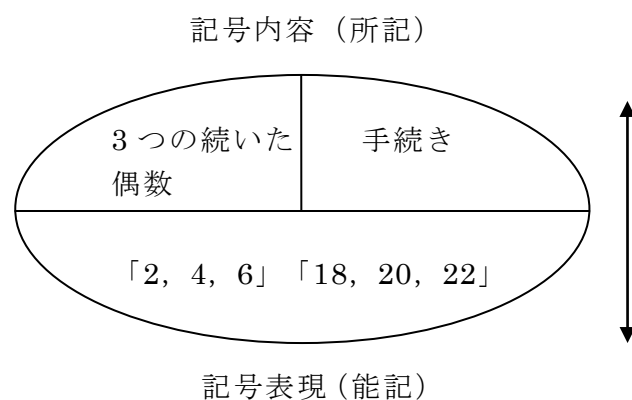 記号内容（所記）
3つの続いた
偶数
手続き
「2，4，6」「18，20，22」
記号表現（能記）